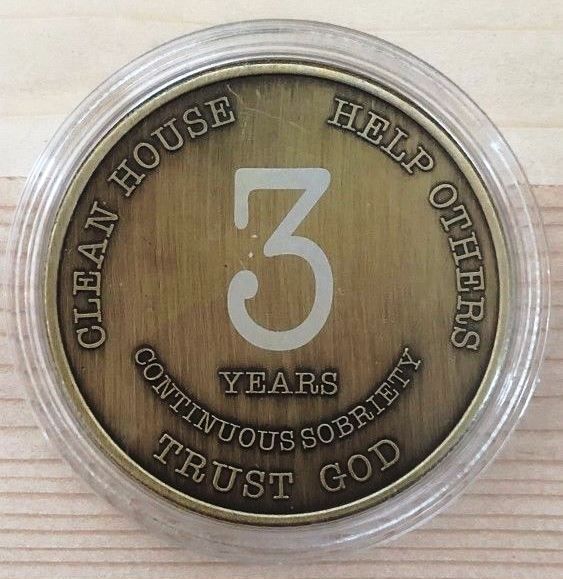 CLEAN HOUSE
HELP OTHERS
3
YEARS
CONTINUOUS SOBRIETY
TRUST GOD